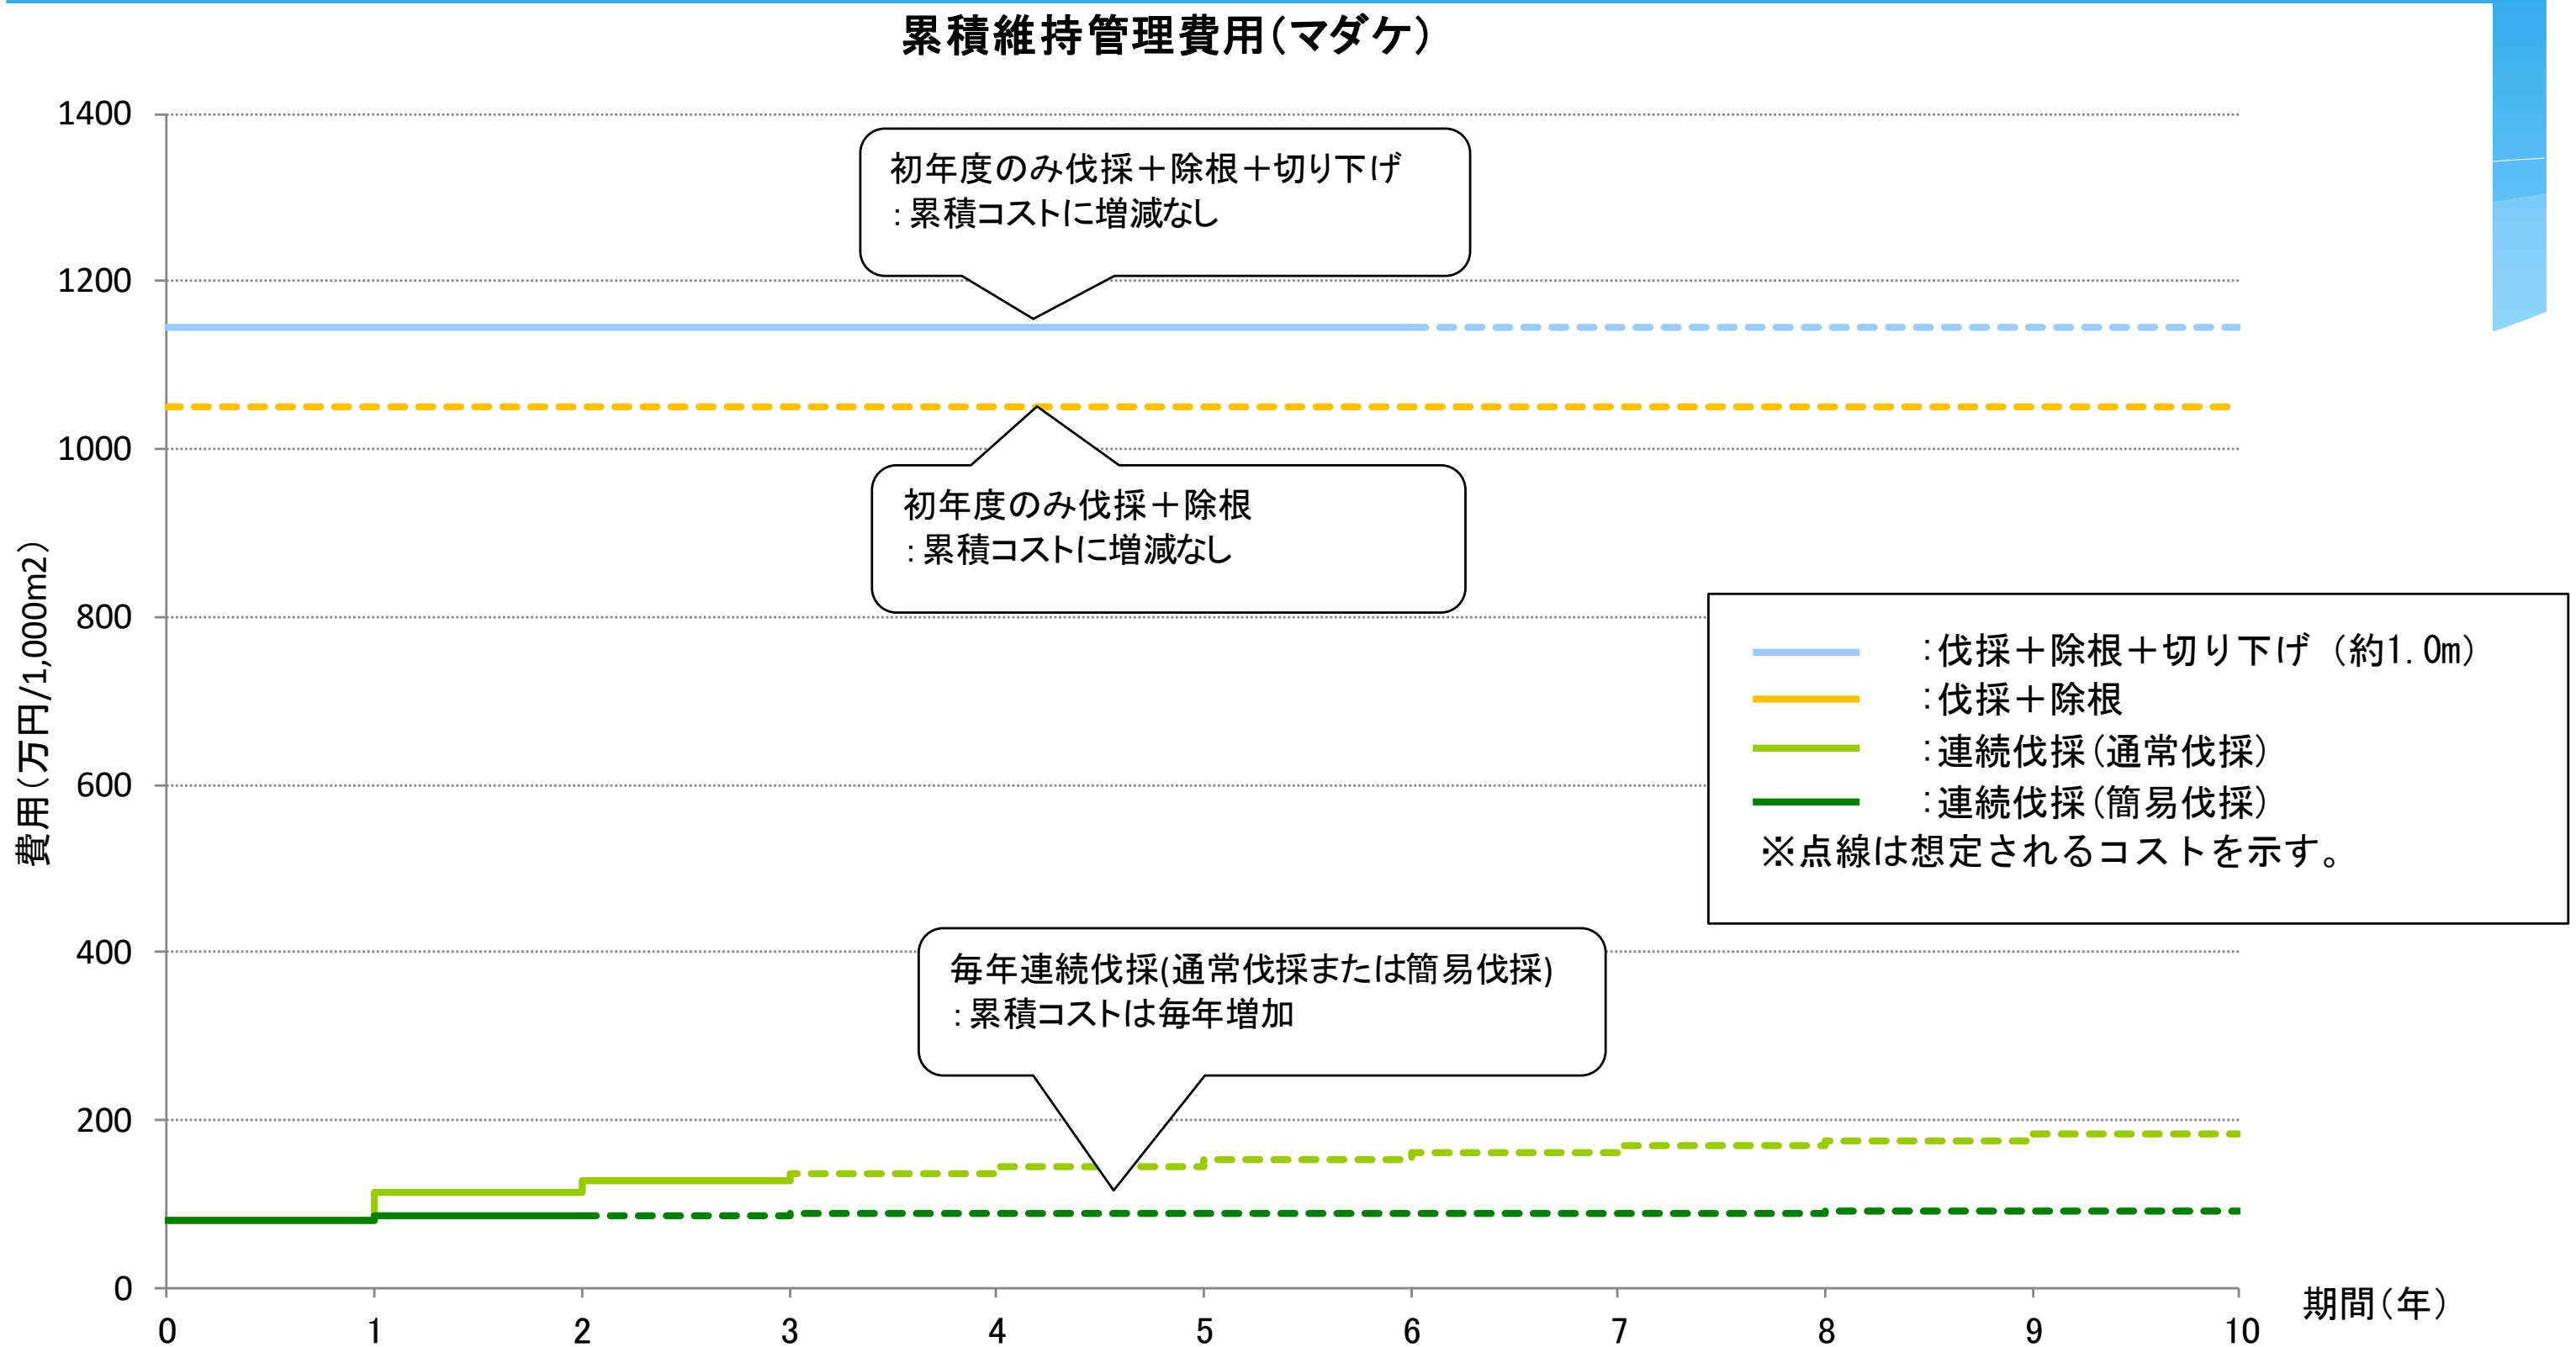 累積維持管理費用（マダケ）
1400
1200
1000
800
600
400
200
0
費用（万円/1,000m2）
初年度のみ伐採＋除根＋切り下げ
：累積コストに増減なし
初年度のみ伐採＋除根
：累積コストに増減なし
：伐採＋除根＋切り下げ（約1.0m）
：伐採＋除根
：連続伐採（通常伐採）
：連続伐採（簡易伐採）
※点線は想定されるコストを示す。
毎年連続伐採(通常伐採または簡易伐採)
：累積コストは毎年増加
0 1 2 3 4 5 6 7 8 9 10
期間（年）